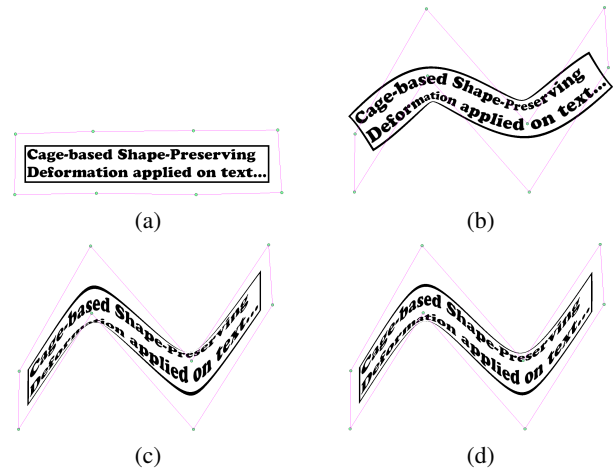 Cage-based Shape-Preserving
Deformation applied on text...
(a)
Cage-based Shape-Preserving
Deformation applied on text...
(b)
Cage-based Shape-Preserving
Deformation applied on text...
(c)
Cage-based Shape-Preserving
Deformation applied on text...
(d)